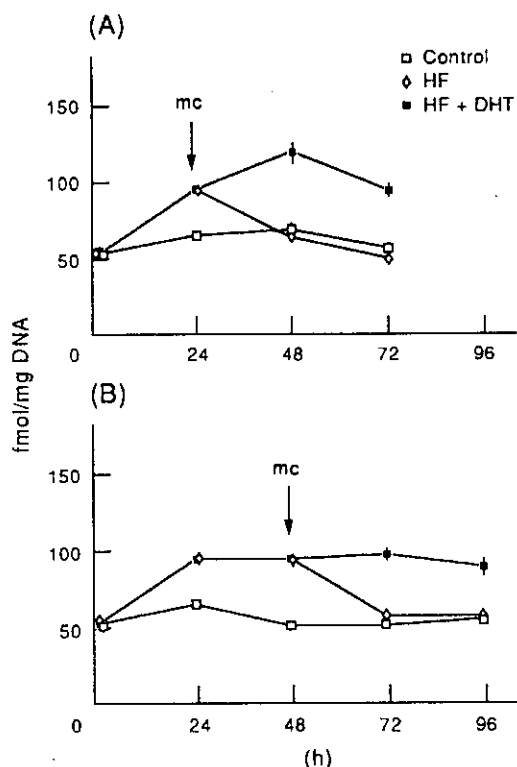 (A)
□ Control
◇ HF
■ HF + DHT
mc
150
100
50
0
24
48
72
96
fmol/mg DNA
(B)
mc
150
100
50
0
24
48
72
96
(h)